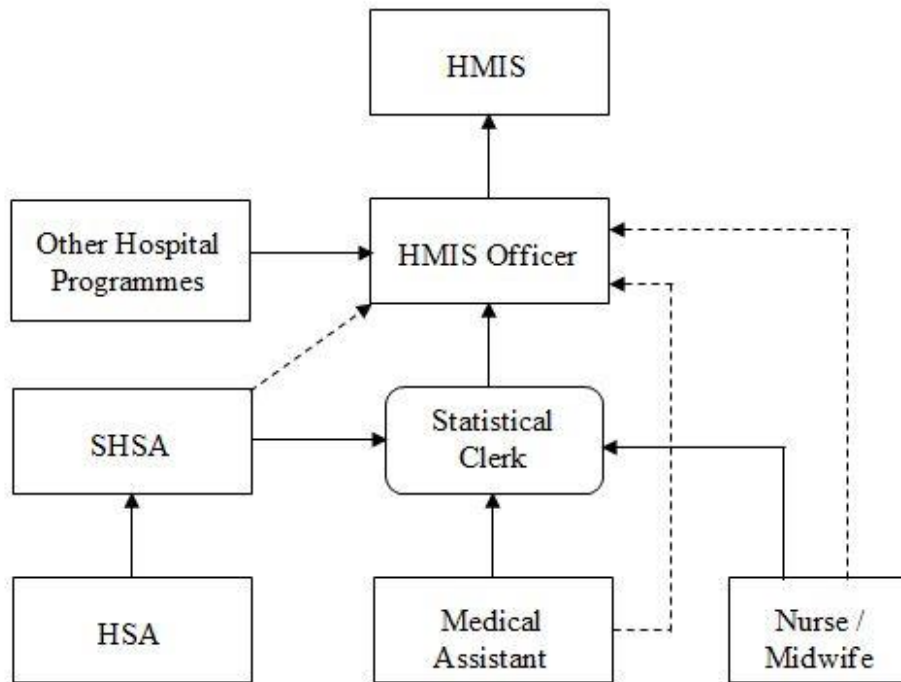 HMIS
Other Hospital
Programmes
HMIS Officer
SHSA
Statistical
Clerk
HSA
Medical
Assistant
Nurse /
Midwife